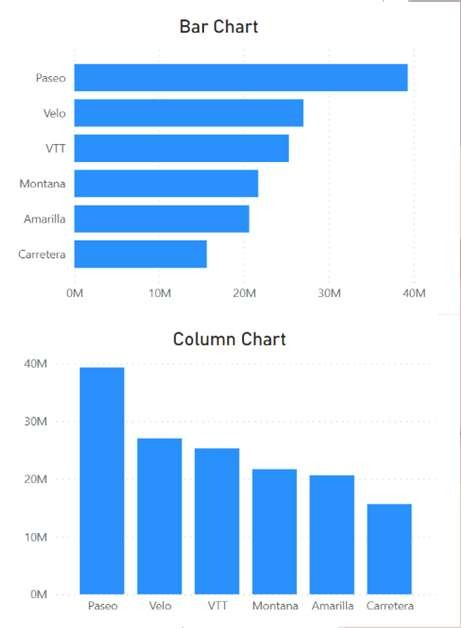 Bar Chart
Paseo
Velo
VTT
Montana
Amarilla
Carretera
0M 10M 20M 30M 40M
Column Chart
40M
30M
20M
10M
0M
Paseo Velo VTT Montana Amarilla Carretera